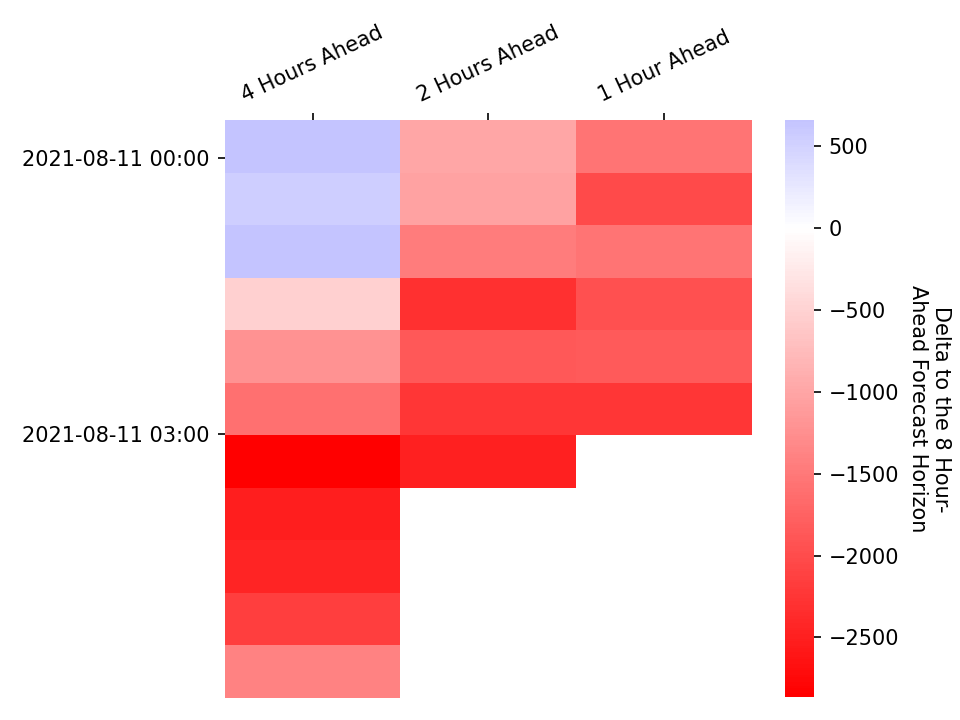 4 Hours Ahead
2 Hours Ahead
1 Hour Ahead
2021-08-11 00:00
2021-08-11 03:00
500
0
−500
−1000
−1500
−2000
−2500
Delta to the 8 Hour-
Ahead Forecast Horizon